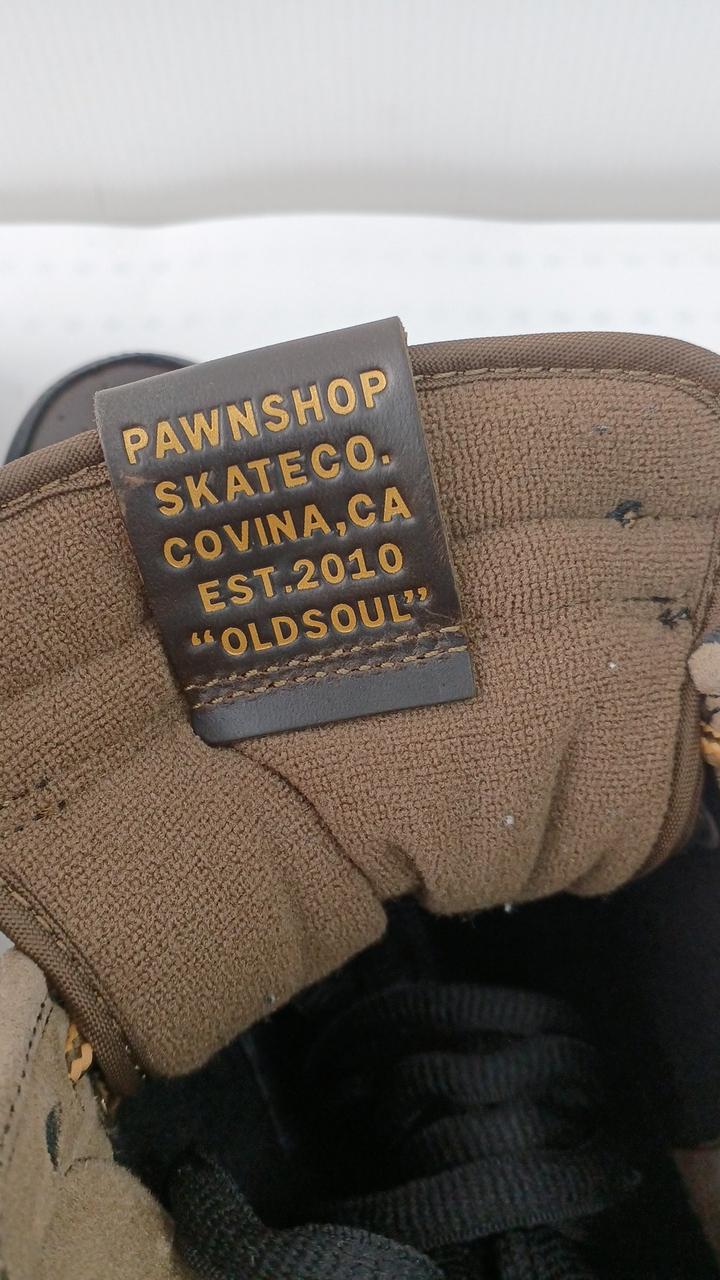 PAWNSHOP
SKATECO.
COVINA,CA
EST.2010
“OLDSOUL”